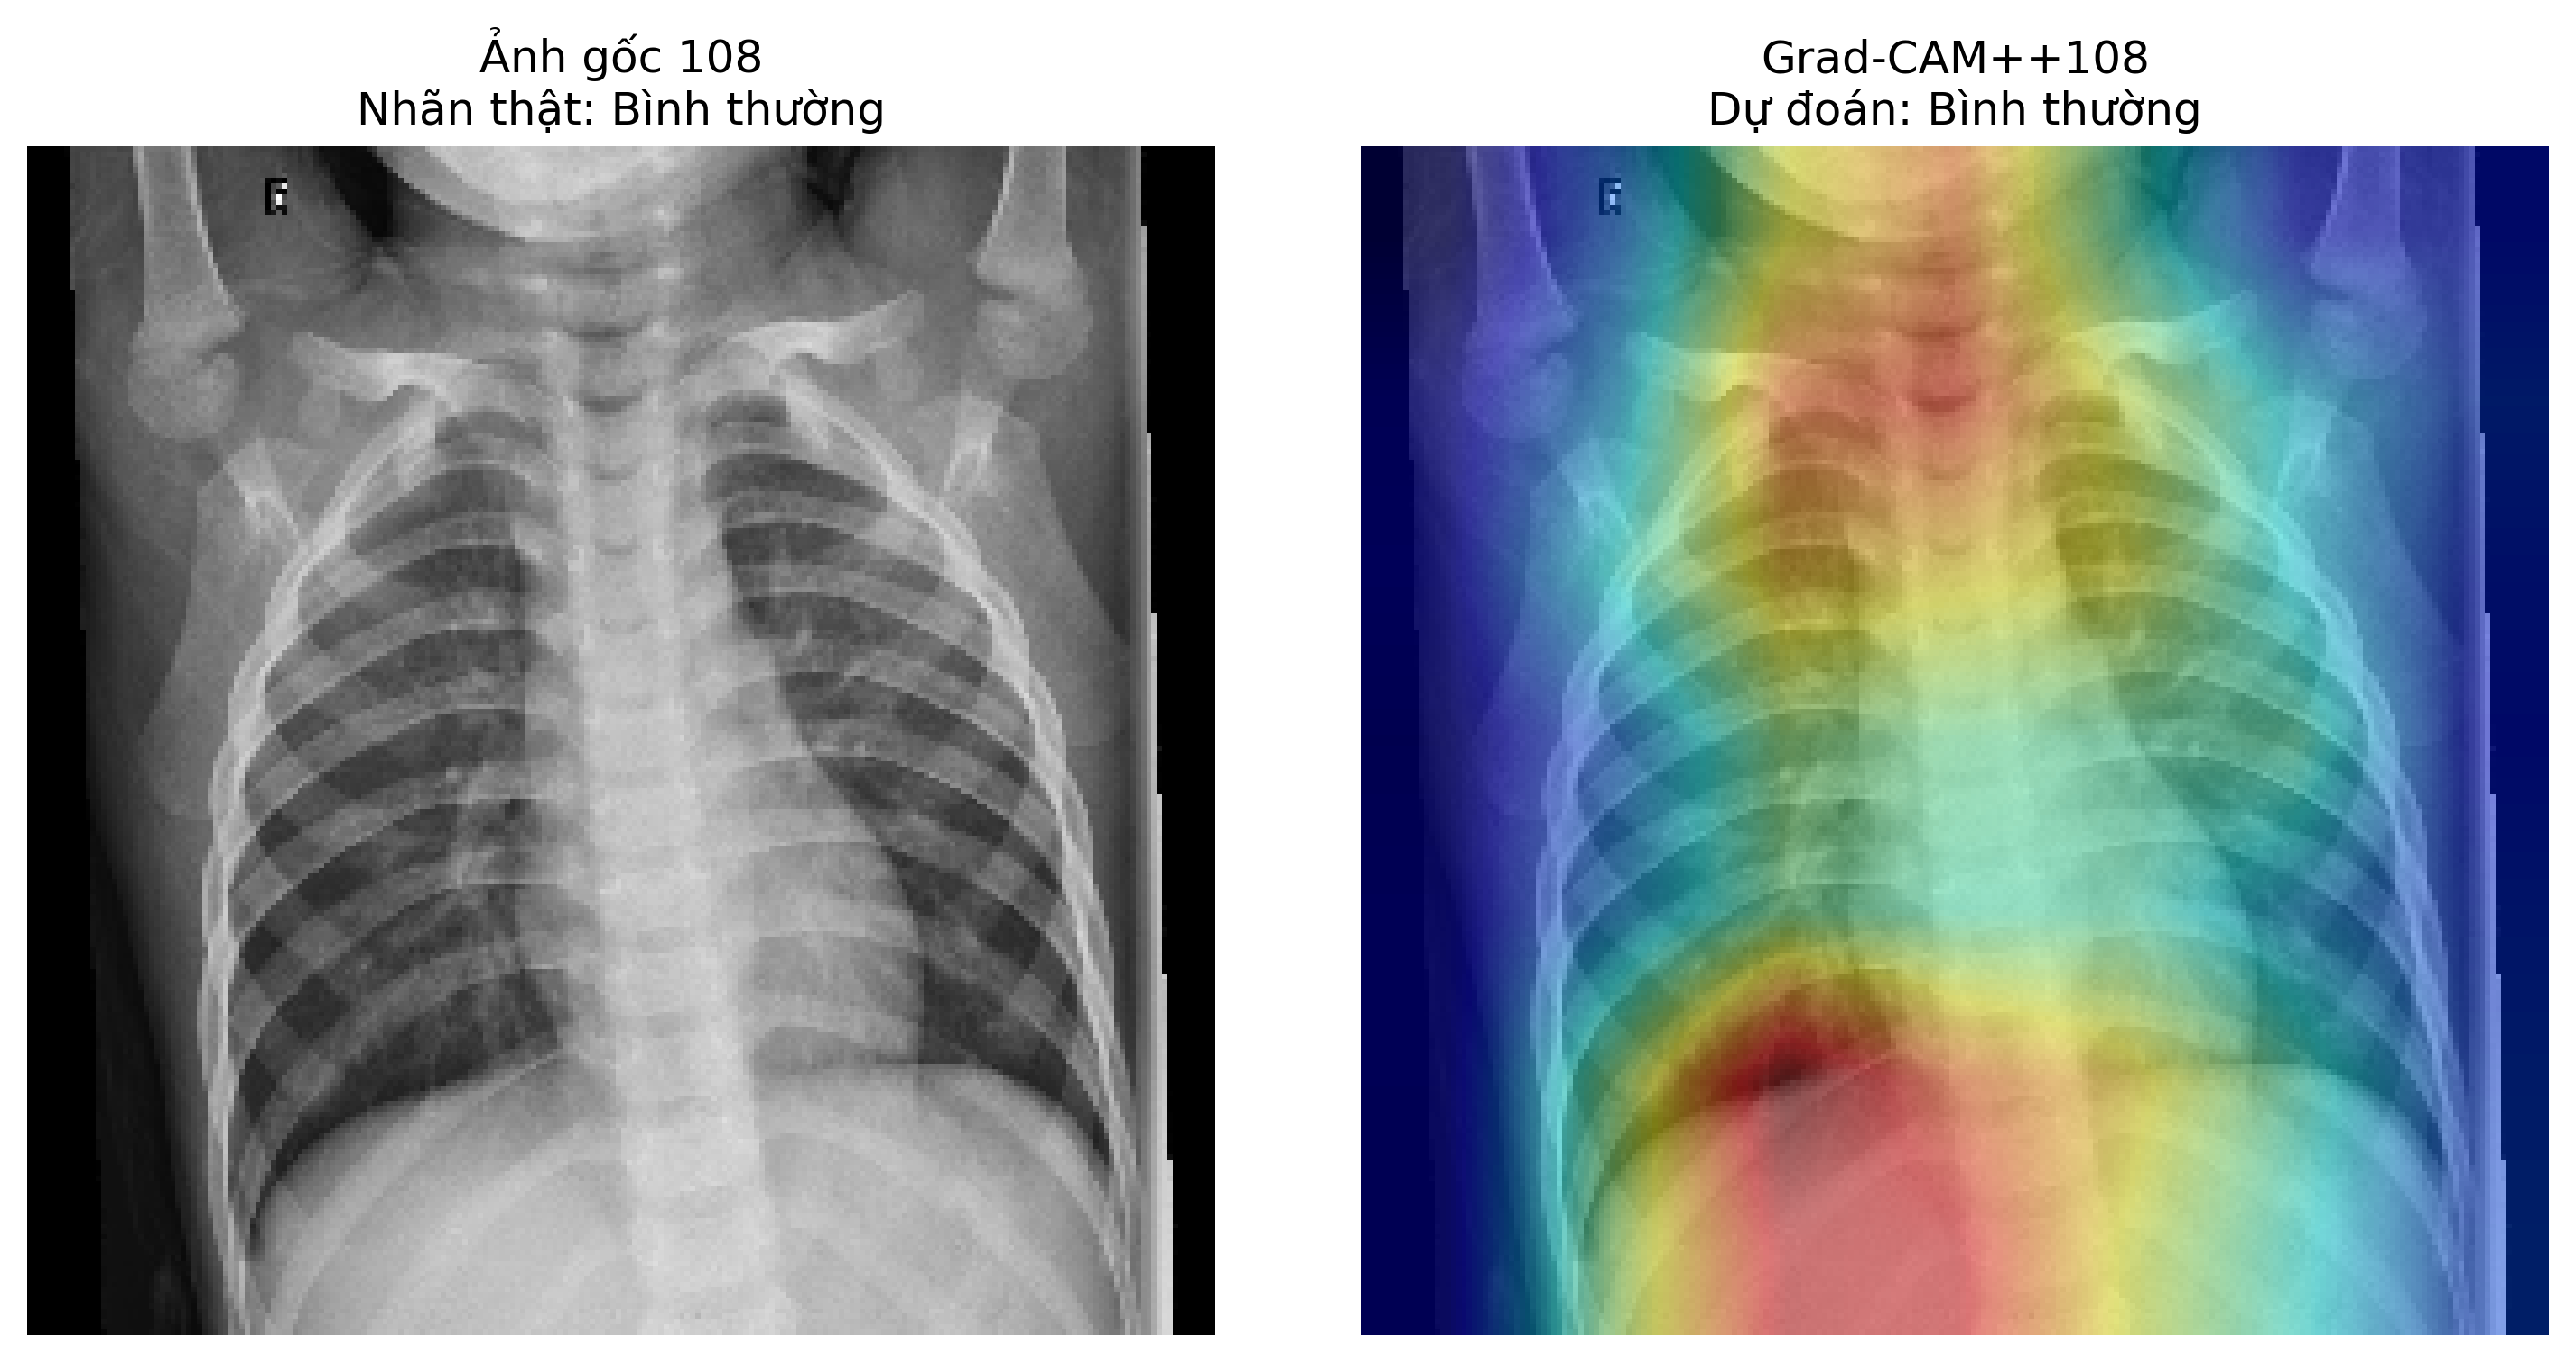 Ảnh gốc 108
Nhãn thật: Bình thường
Grad-CAM++108
Dự đoán: Bình thường